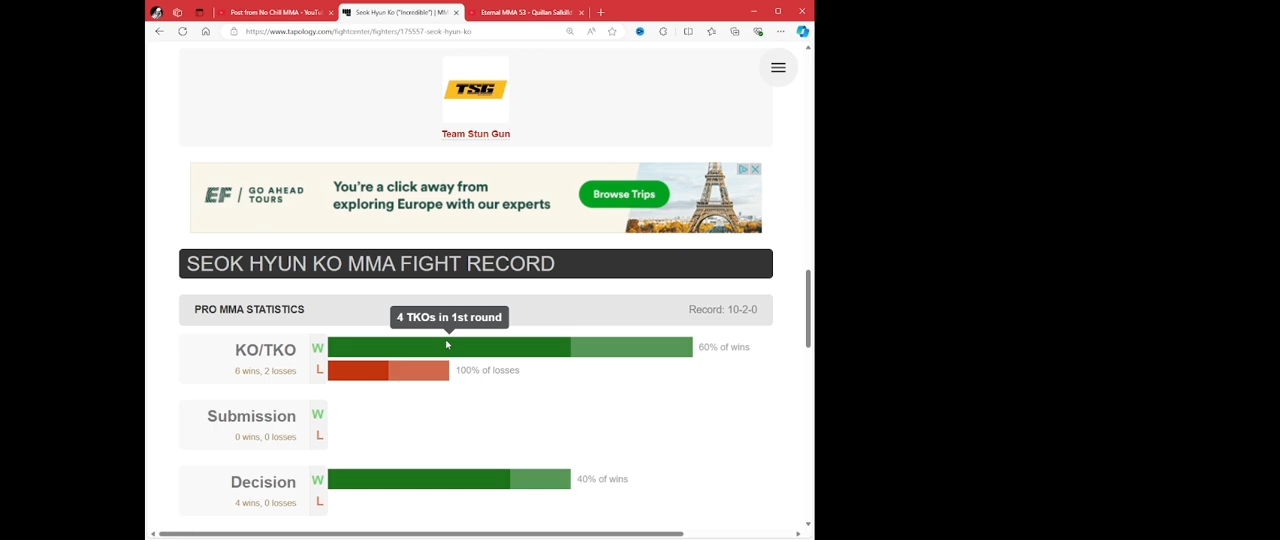 Post from No Chill MMA - YouTu
Seok Hyun Ko ("Incredible") | MM
Eternal MMA 53 - Quillan Salkilld
https://www.tapology.com/fightcenter/fighters/175557-seok-hyun-ko
TSG
Team Stun Gun
EF / GO AHEAD TOURS
You're a click away from
exploring Europe with our experts
Browse Trips
SEOK HYUN KO MMA FIGHT RECORD
PRO MMA STATISTICS
Record: 10-2-0
4 TKOs in 1st round
KO/TKO
6 wins, 2 losses
W
60% of wins
L
100% of losses
Submission
0 wins, 0 losses
W
L
Decision
4 wins, 0 losses
W
40% of wins
L